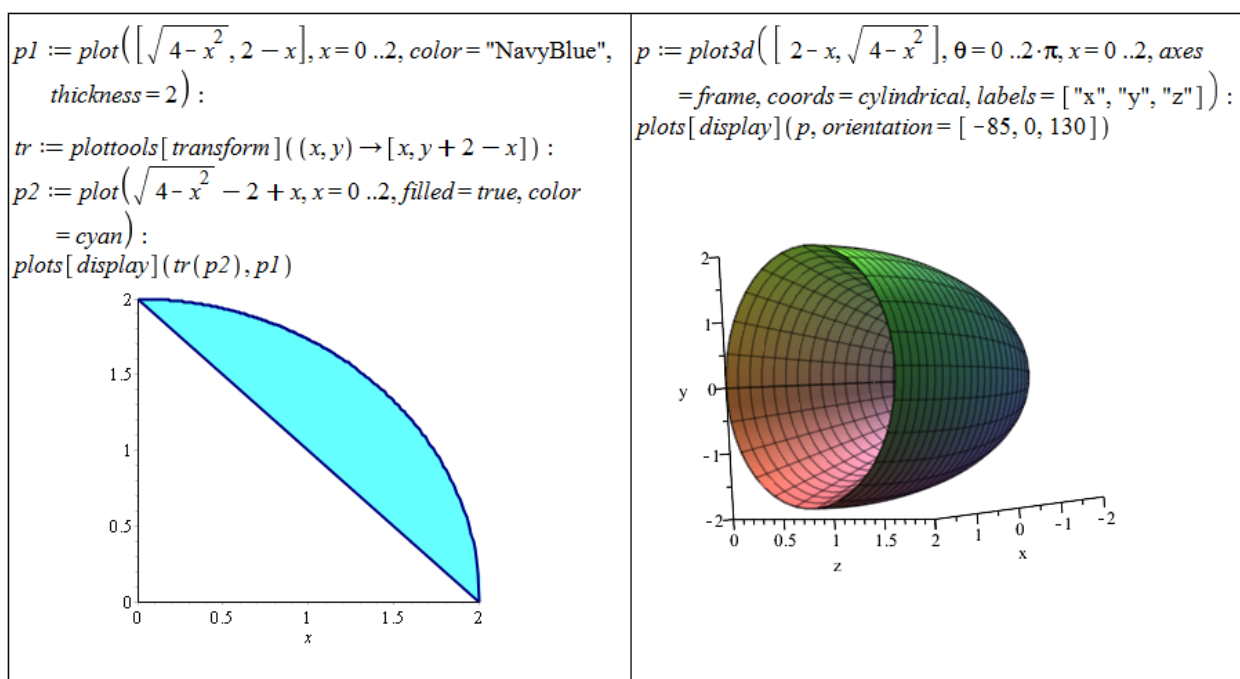 p1 := plot([√(4 − x²), 2 − x], x = 0 ..2, color = "NavyBlue",
thickness = 2) :
tr := plottools[transform]((x, y) → [x, y + 2 − x]) :
p2 := plot(√(4 − x²) − 2 + x, x = 0 ..2, filled = true, color
= cyan) :
plots[display](tr(p2), p1)
2
1.5
1
0.5
0
0 0.5 1 1.5 2
x
p := plot3d([ 2 − x, √(4 − x²) ], θ = 0 ..2·π, x = 0 ..2, axes
= frame, coords = cylindrical, labels = [ "x", "y", "z"]) :
plots[display](p, orientation = [ −85, 0, 130])
2
1
y 0
-1
-2
0 0.5 1 1.5 2
z
1 0 -1 -2
x